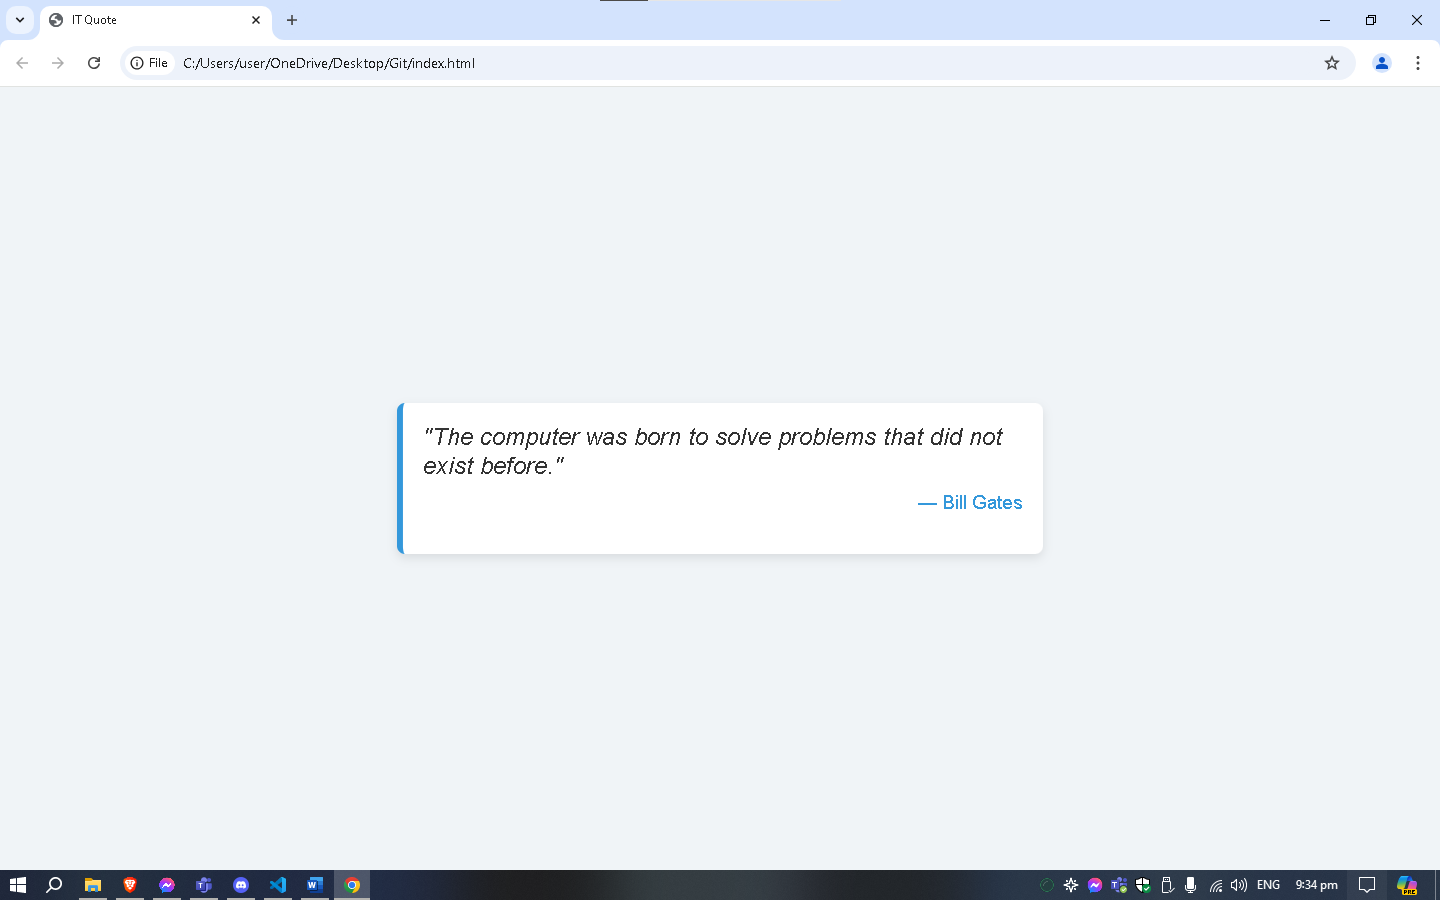 IT Quote
File
C:/Users/user/OneDrive/Desktop/Git/index.html
"The computer was born to solve problems that did not
exist before."
— Bill Gates
ENG
9:34 pm
PRE